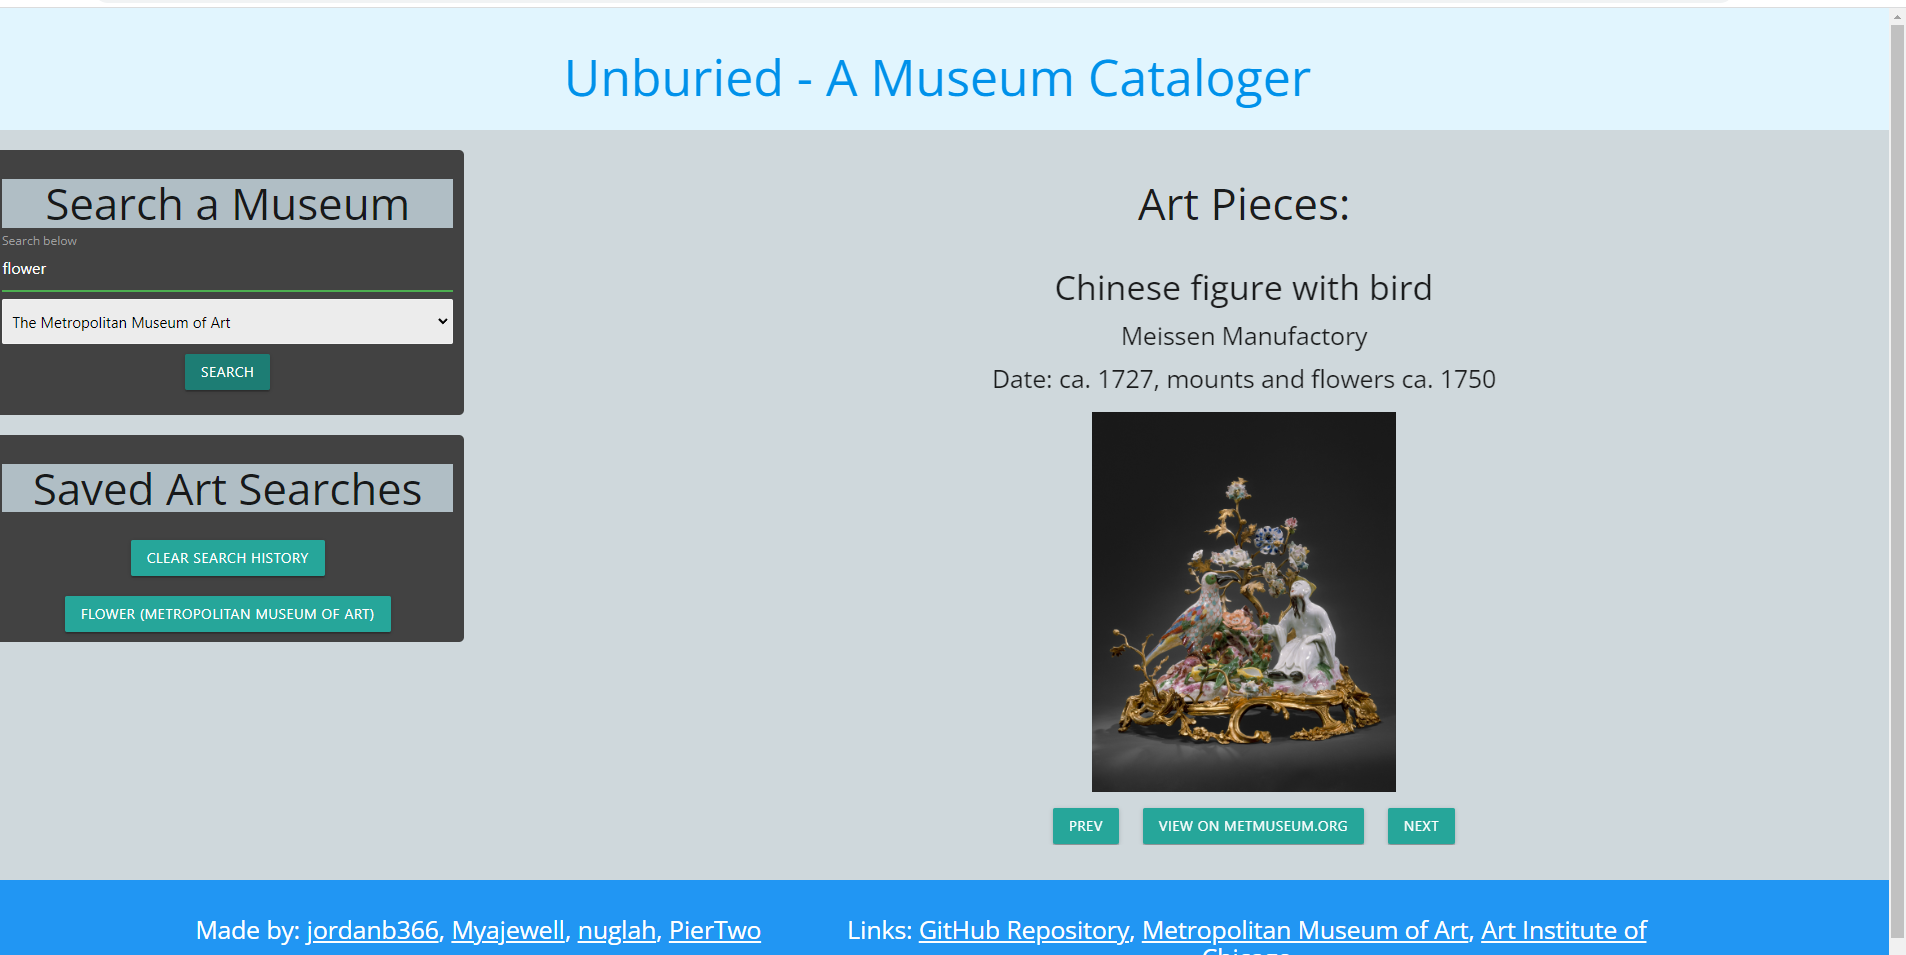 Unburied - A Museum Cataloger
Search a Museum
Search below
flower
The Metropolitan Museum of Art
SEARCH
Saved Art Searches
CLEAR SEARCH HISTORY
FLOWER (METROPOLITAN MUSEUM OF ART)
Art Pieces:
Chinese figure with bird
Meissen Manufactory
Date: ca. 1727, mounts and flowers ca. 1750
PREV
VIEW ON METMUSEUM.ORG
NEXT
Made by: jordanb366, Myajewell, nuglah, PierTwo
Links: GitHub Repository, Metropolitan Museum of Art, Art Institute of
Chicago